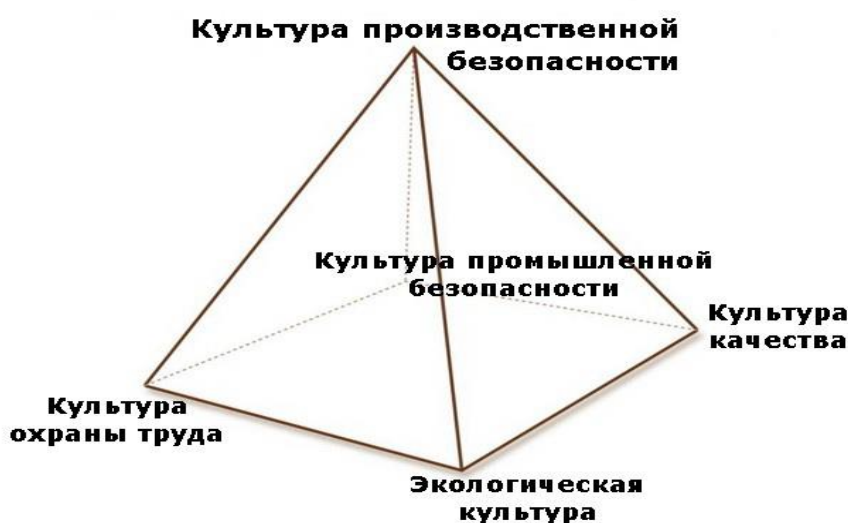 Культура производственной
безопасности
Культура промышленной
безопасности
Культура
качества
Культура
охраны труда
Экологическая
культура